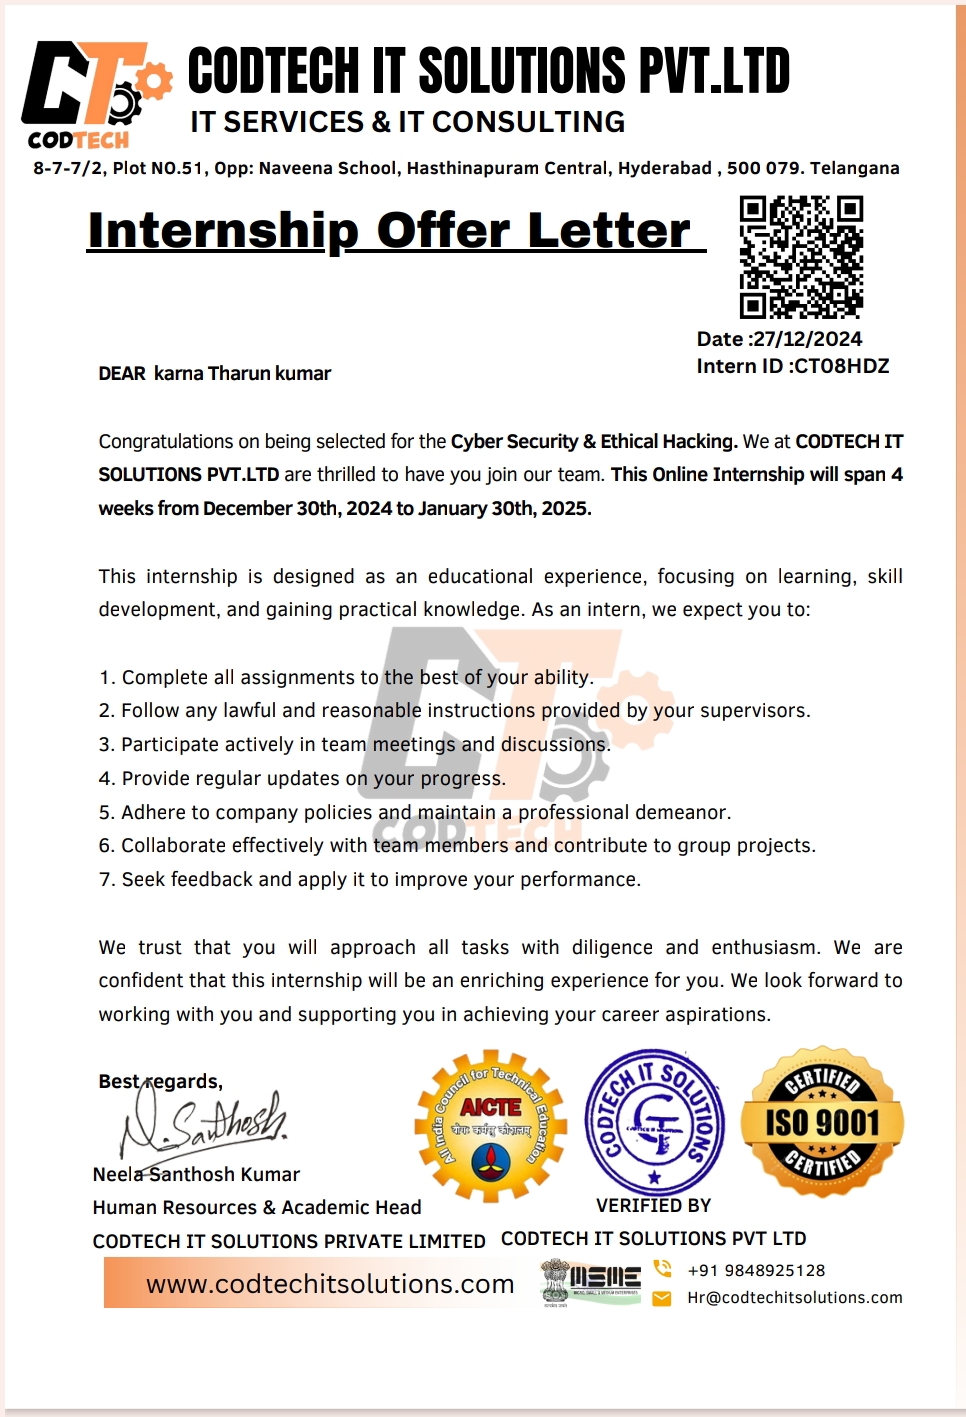 CT
CODTECH
CODTECH IT SOLUTIONS PVT.LTD
IT SERVICES & IT CONSULTING
8-7-7/2, Plot NO.51, Opp: Naveena School, Hasthinapuram Central, Hyderabad , 500 079. Telangana
Internship Offer Letter
Date :27/12/2024
Intern ID :CT08HDZ
DEAR karna Tharun kumar
Congratulations on being selected for the Cyber Security & Ethical Hacking. We at CODTECH IT
SOLUTIONS PVT.LTD are thrilled to have you join our team. This Online Internship will span 4
weeks from December 30th, 2024 to January 30th, 2025.
This internship is designed as an educational experience, focusing on learning, skill
development, and gaining practical knowledge. As an intern, we expect you to:
1. Complete all assignments to the best of your ability.
2. Follow any lawful and reasonable instructions provided by your supervisors.
3. Participate actively in team meetings and discussions.
4. Provide regular updates on your progress.
5. Adhere to company policies and maintain a professional demeanor.
6. Collaborate effectively with team members and contribute to group projects.
7. Seek feedback and apply it to improve your performance.
CT
CODTECH
We trust that you will approach all tasks with diligence and enthusiasm. We are
confident that this internship will be an enriching experience for you. We look forward to
working with you and supporting you in achieving your career aspirations.
Best regards,
N. Santhosh.
Neela Santhosh Kumar
Human Resources & Academic Head
CODTECH IT SOLUTIONS PRIVATE LIMITED
All India Council for Technical Education
AICTE
योगः कर्मसु कौशलम्
CODTECH IT SOLUTIONS
VERIFIED BY
CODTECH IT SOLUTIONS PVT LTD
CERTIFIED
ISO 9001
CERTIFIED
www.codtechitsolutions.com
MSME
MICRO, SMALL & MEDIUM ENTERPRISES
+91 9848925128
Hr@codtechitsolutions.com